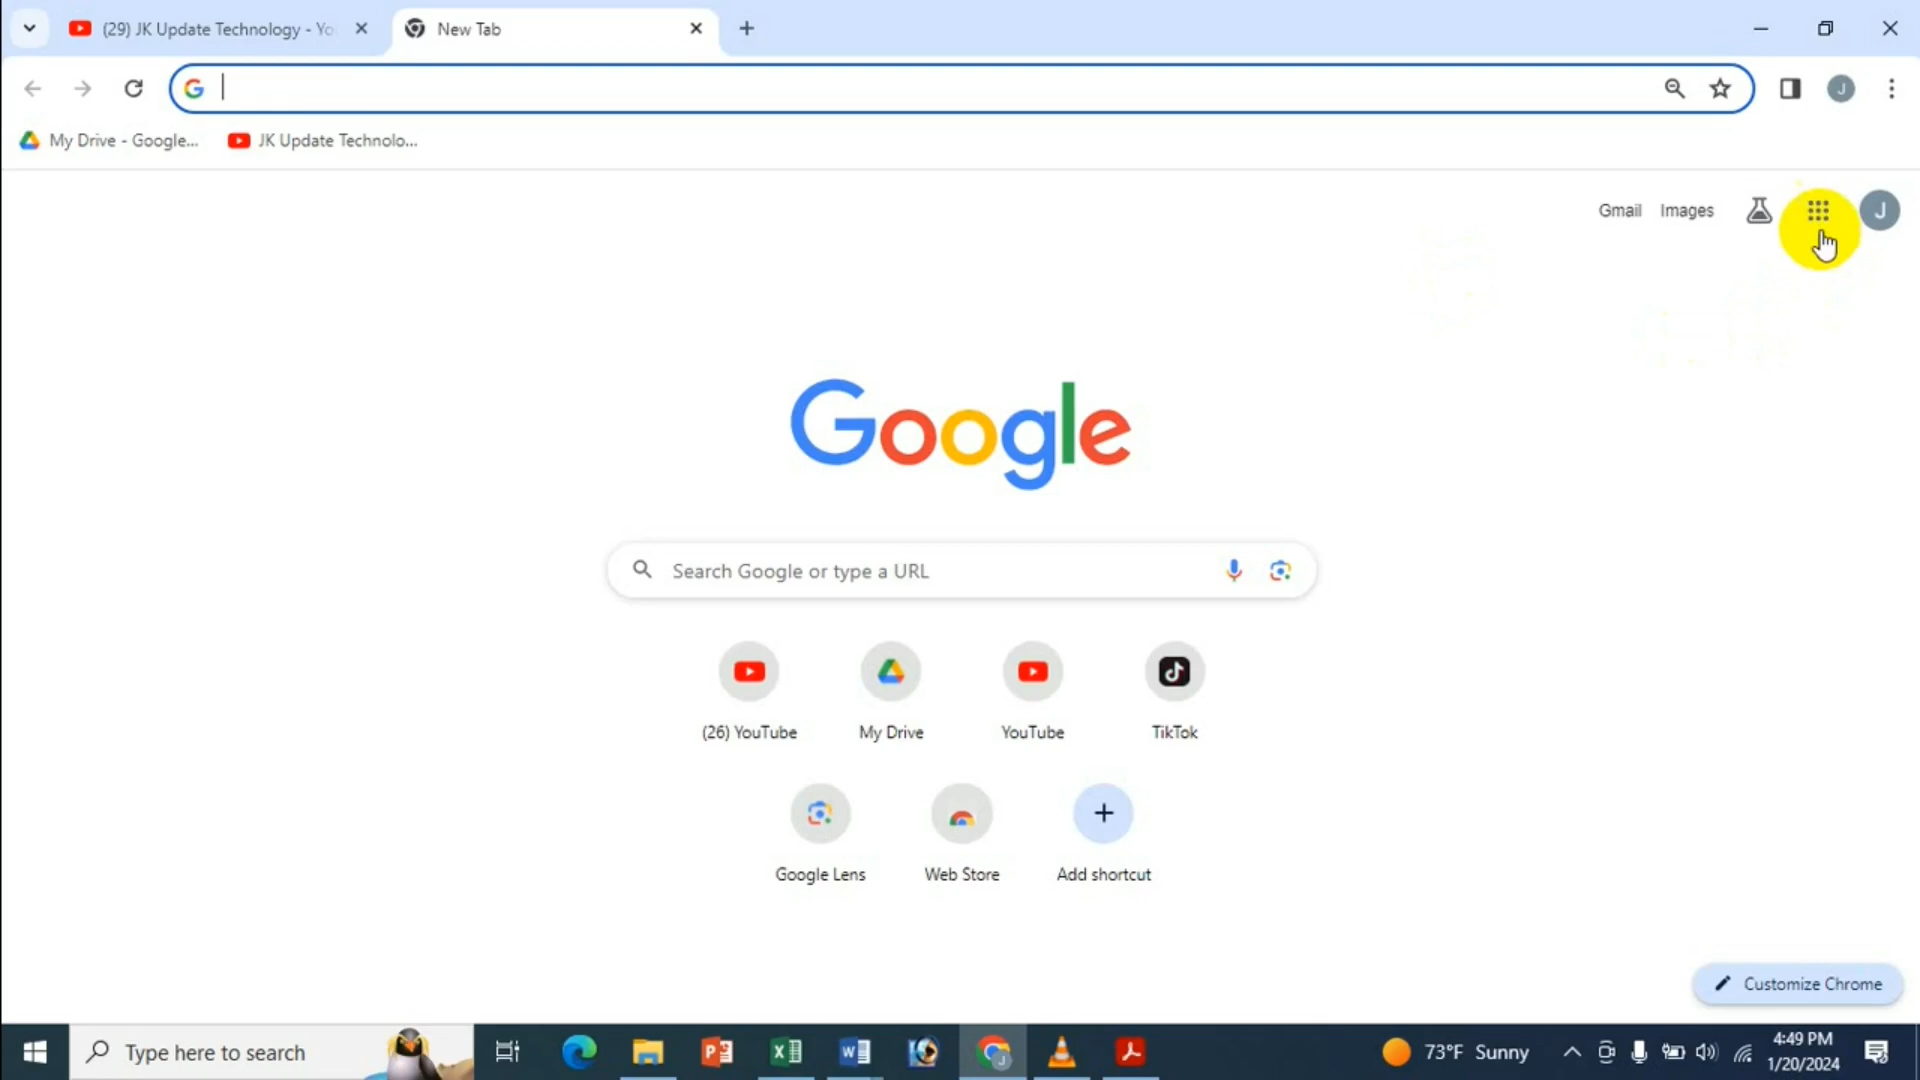 (29) JK Update Technology - Yo
New Tab
My Drive - Google...
JK Update Technolo...
J
Gmail
Images
J
Google
Search Google or type a URL
(26) YouTube
My Drive
YouTube
TikTok
Google Lens
Web Store
Add shortcut
Customize Chrome
Type here to search
73°F Sunny
4:49 PM
1/20/2024